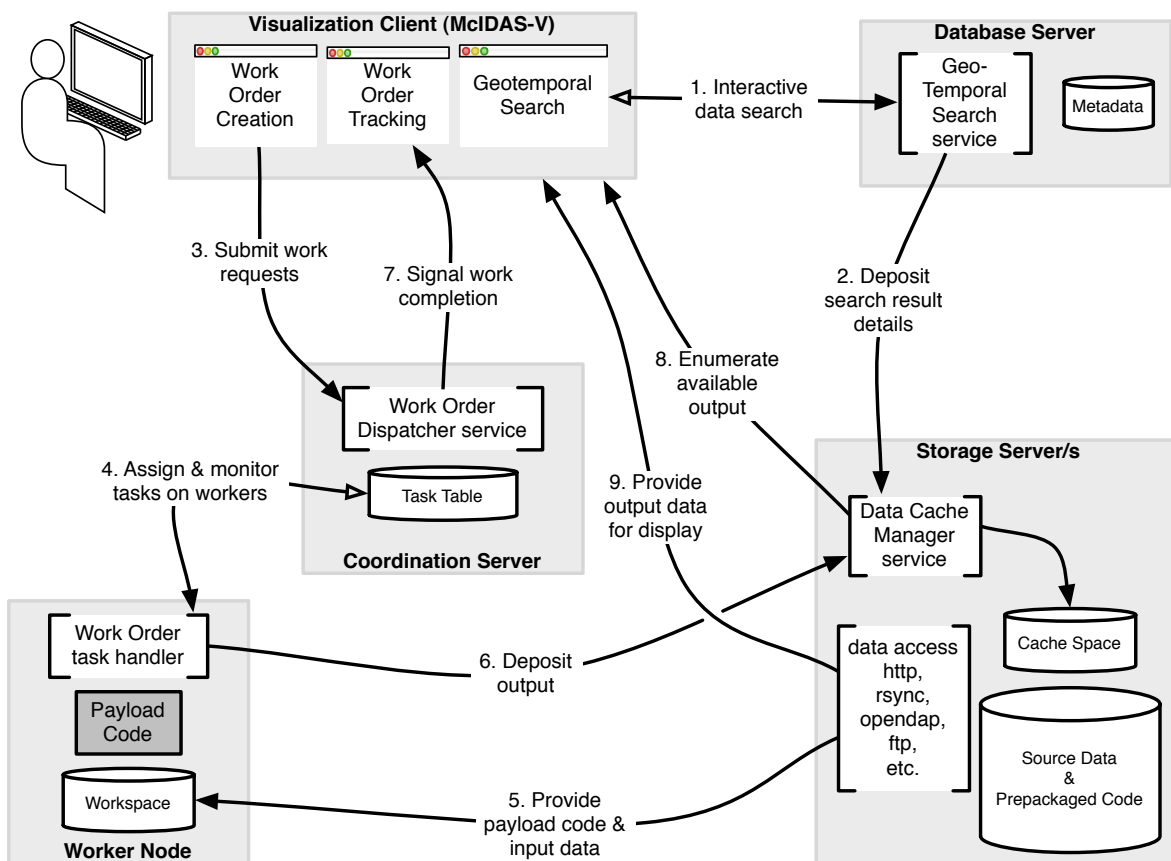 Visualization Client (McIDAS-V)
Work
Order
Creation
Work
Order
Tracking
Geotemporal
Search
1. Interactive
data search
Database Server
Geo-
Temporal
Search
service
Metadata
3. Submit work
requests
7. Signal work
completion
2. Deposit
search result
details
8. Enumerate
available
output
Work Order
Dispatcher service
Task Table
Coordination Server
4. Assign & monitor
tasks on workers
9. Provide
output data
for display
Storage Server/s
Data Cache
Manager
service
Cache Space
Work Order
task handler
Payload
Code
Workspace
Worker Node
6. Deposit
output
data access
http,
rsync,
opendap,
ftp,
etc.
Source Data
&
Prepackaged Code
5. Provide
payload code &
input data